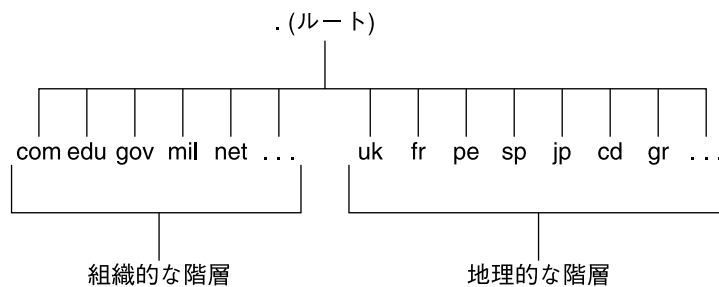 . (ルート)
com edu gov mil net . . . uk fr pe sp jp cd gr . . .
組織的な階層 地理的な階層